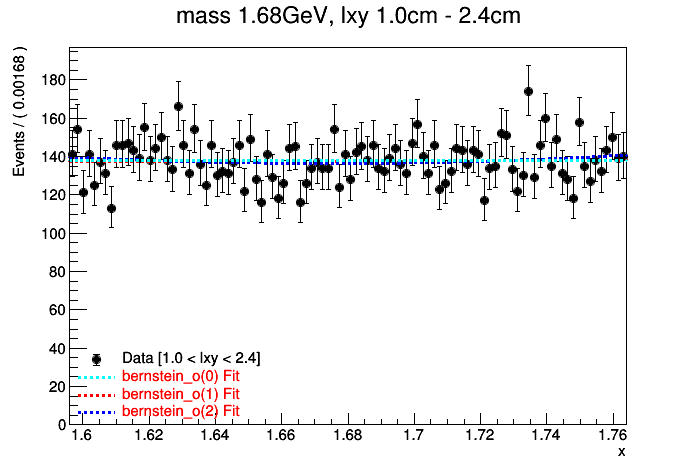 mass 1.68GeV, lxy 1.0cm - 2.4cm
Events / ( 0.00168 )
180
160
140
120
100
80
60
40
20
0
Data [1.0 < lxy < 2.4]
bernstein_o(0) Fit
bernstein_o(1) Fit
bernstein_o(2) Fit
1.6 1.62 1.64 1.66 1.68 1.7 1.72 1.74 1.76
x